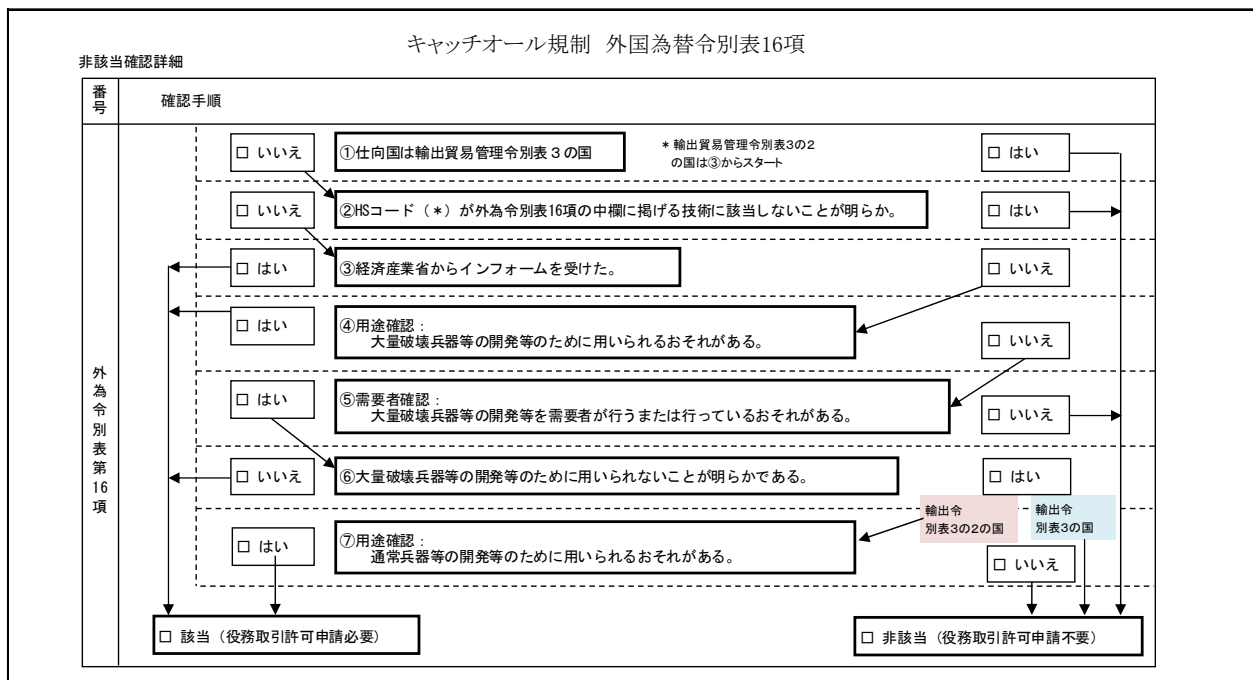 キャッチオール規制 外国為替令別表16項
非該当確認詳細
番号
確認手順
外為令別表第16項
□ いいえ
①仕向国は輸出貿易管理令別表3の国
* 輸出貿易管理令別表3の2
の国は③からスタート
□ はい
□ いいえ
②HSコード（*）が外為令別表16項の中欄に掲げる技術に該当しないことが明らか。
□ はい
□ はい
③経済産業省からインフォームを受けた。
□ いいえ
□ はい
④用途確認：
大量破壊兵器等の開発等のために用いられるおそれがある。
□ いいえ
□ はい
⑤需要者確認：
大量破壊兵器等の開発等を需要者が行うまたは行っているおそれがある。
□ いいえ
□ いいえ
⑥大量破壊兵器等の開発等のために用いられないことが明らかである。
□ はい
輸出令
別表3の2の国
輸出令
別表3の国
□ はい
⑦用途確認：
通常兵器等の開発等のために用いられるおそれがある。
□ いいえ
□ 該当（役務取引許可申請必要）
□ 非該当（役務取引許可申請不要）